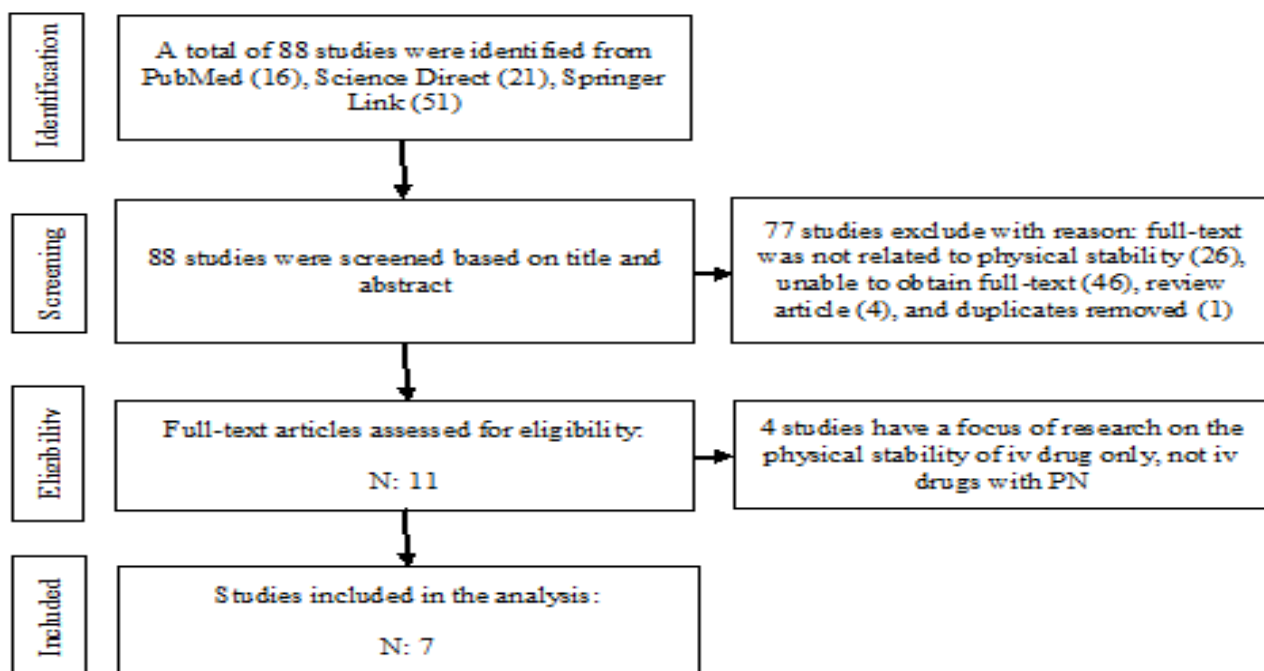 Identification
A total of 88 studies were identified from
PubMed (16), Science Direct (21), Springer
Link (51)
Screening
88 studies were screened based on title and
abstract
77 studies exclude with reason: full-text
was not related to physical stability (26),
unable to obtain full-text (46), review
article (4), and duplicates removed (1)
Eligibility
Full-text articles assessed for eligibility:
N: 11
4 studies have a focus of research on the
physical stability of iv drug only, not iv
drugs with PN
Included
Studies included in the analysis:
N: 7